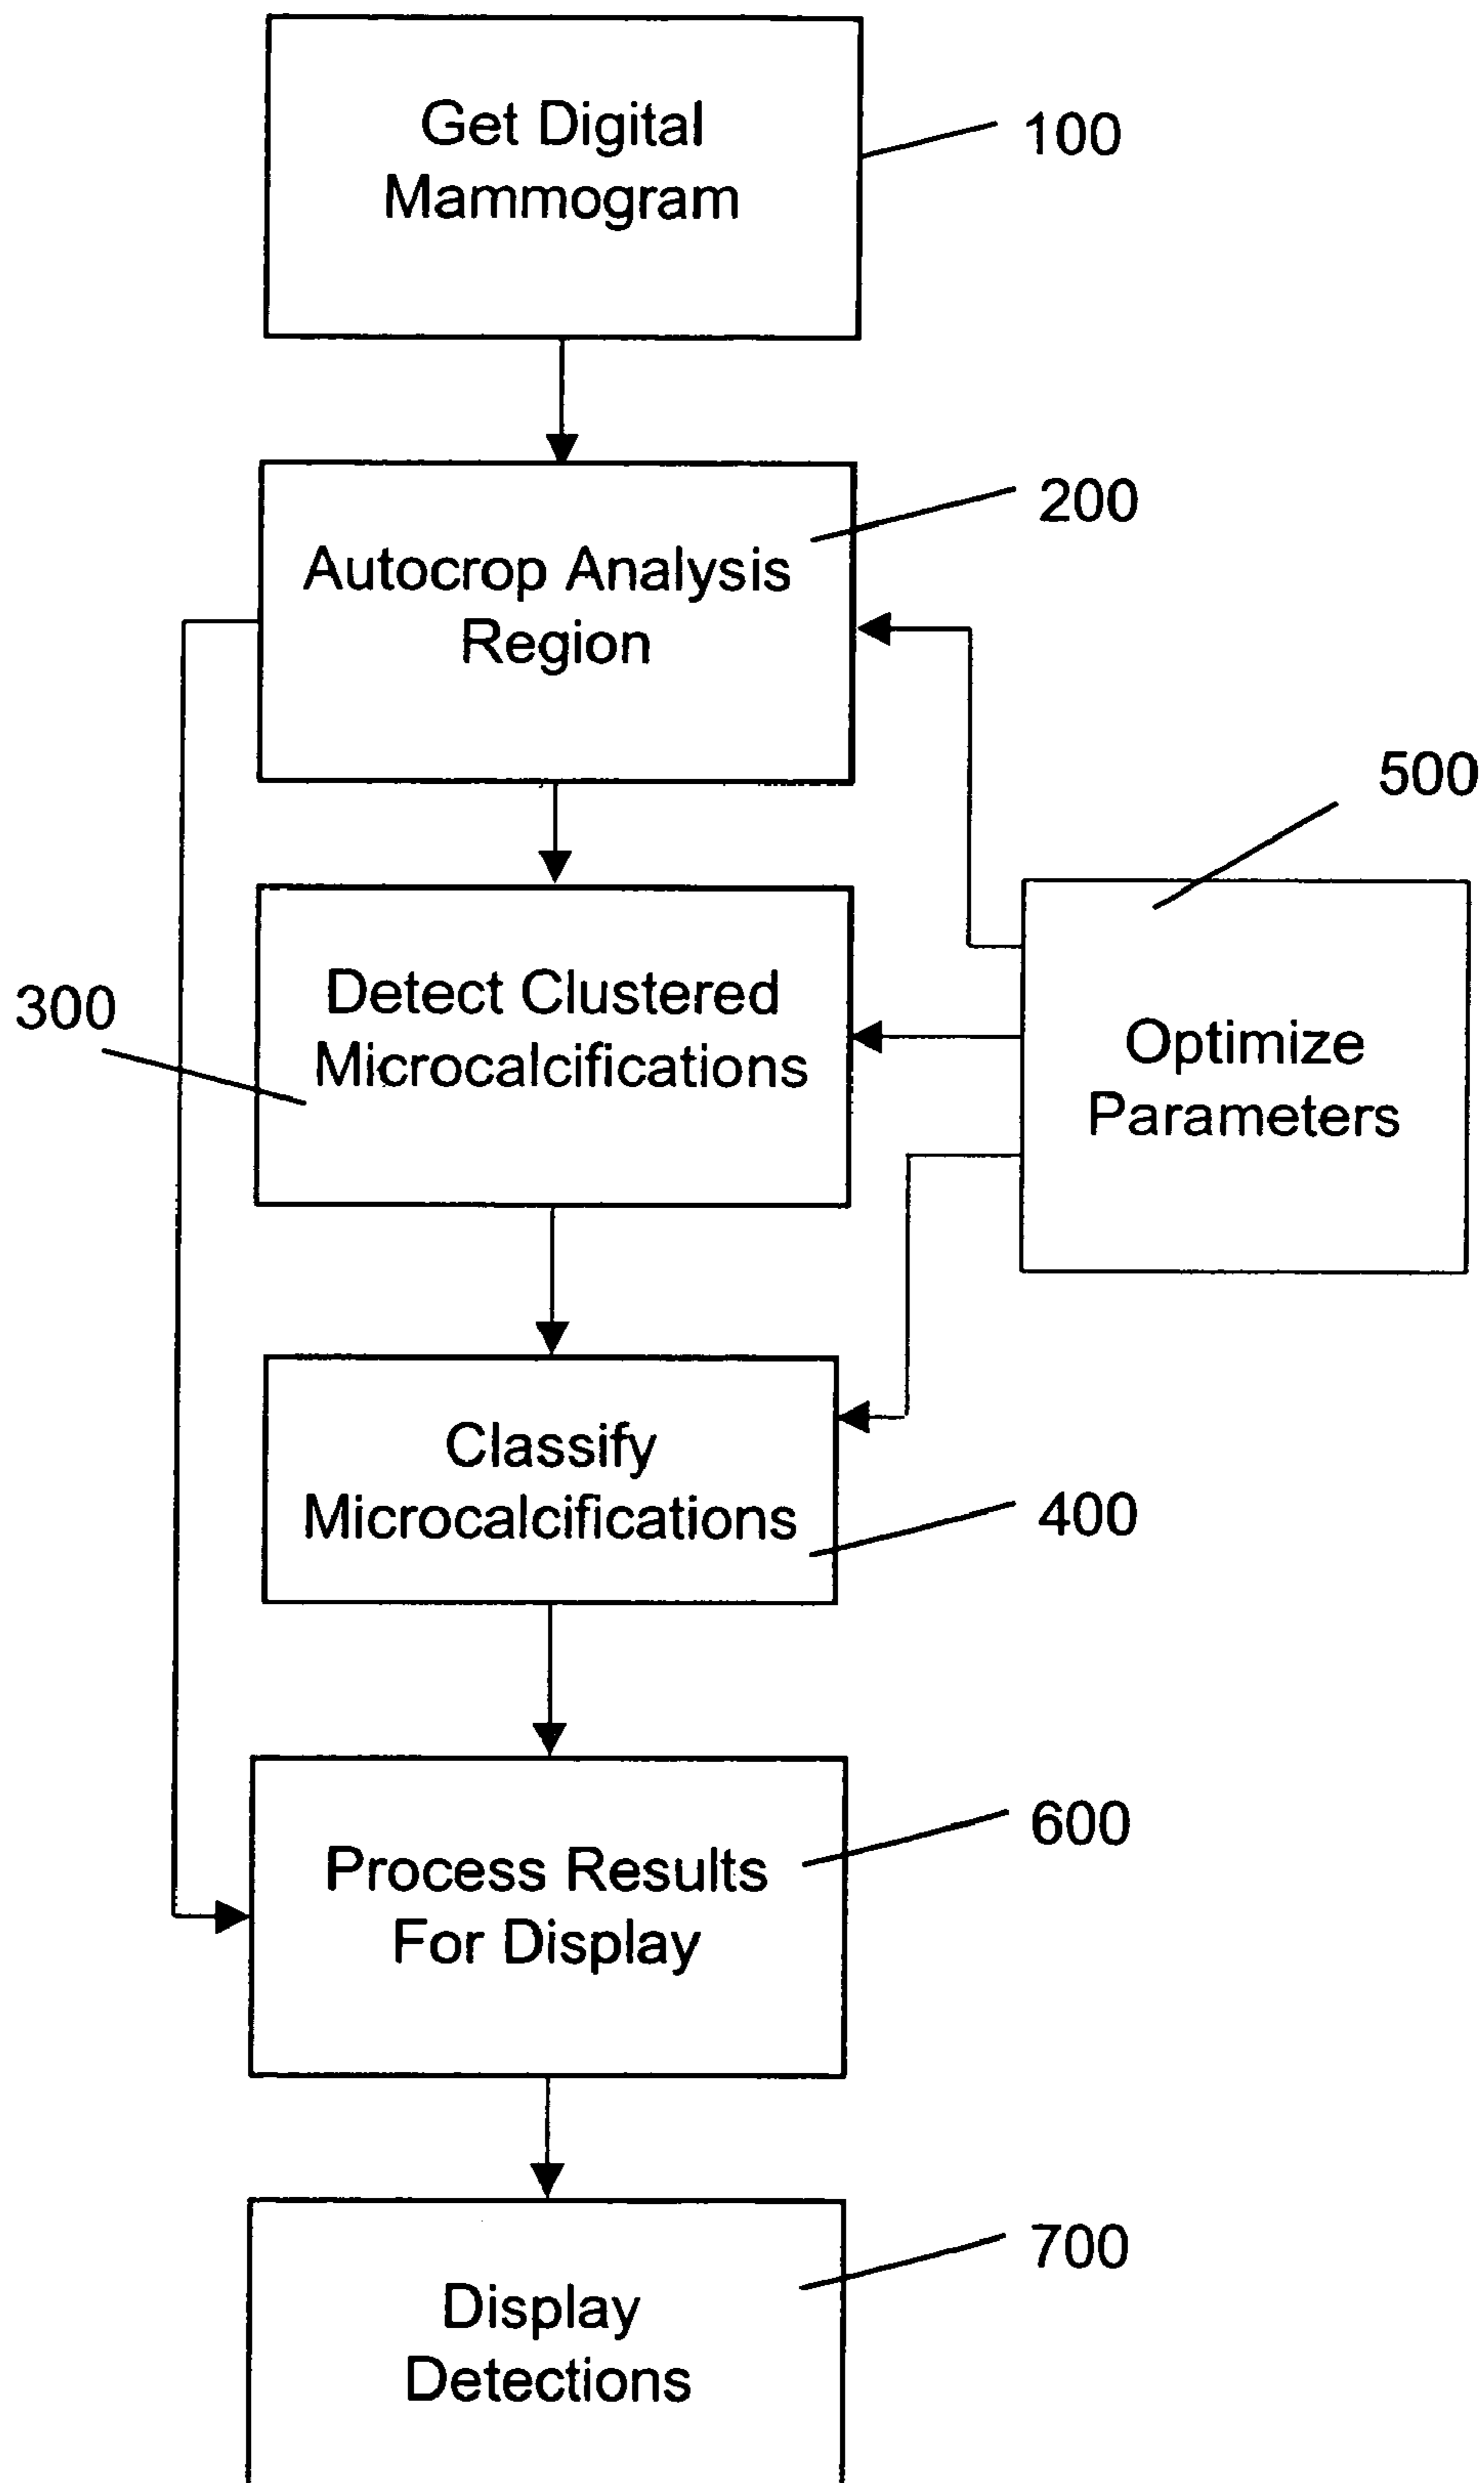 Get Digital
Mammogram
100
Autocrop Analysis
Region
200
500
Detect Clustered
Microcalcifications
300
Optimize
Parameters
Classify
Microcalcifications
400
Process Results
For Display
600
Display
Detections
700